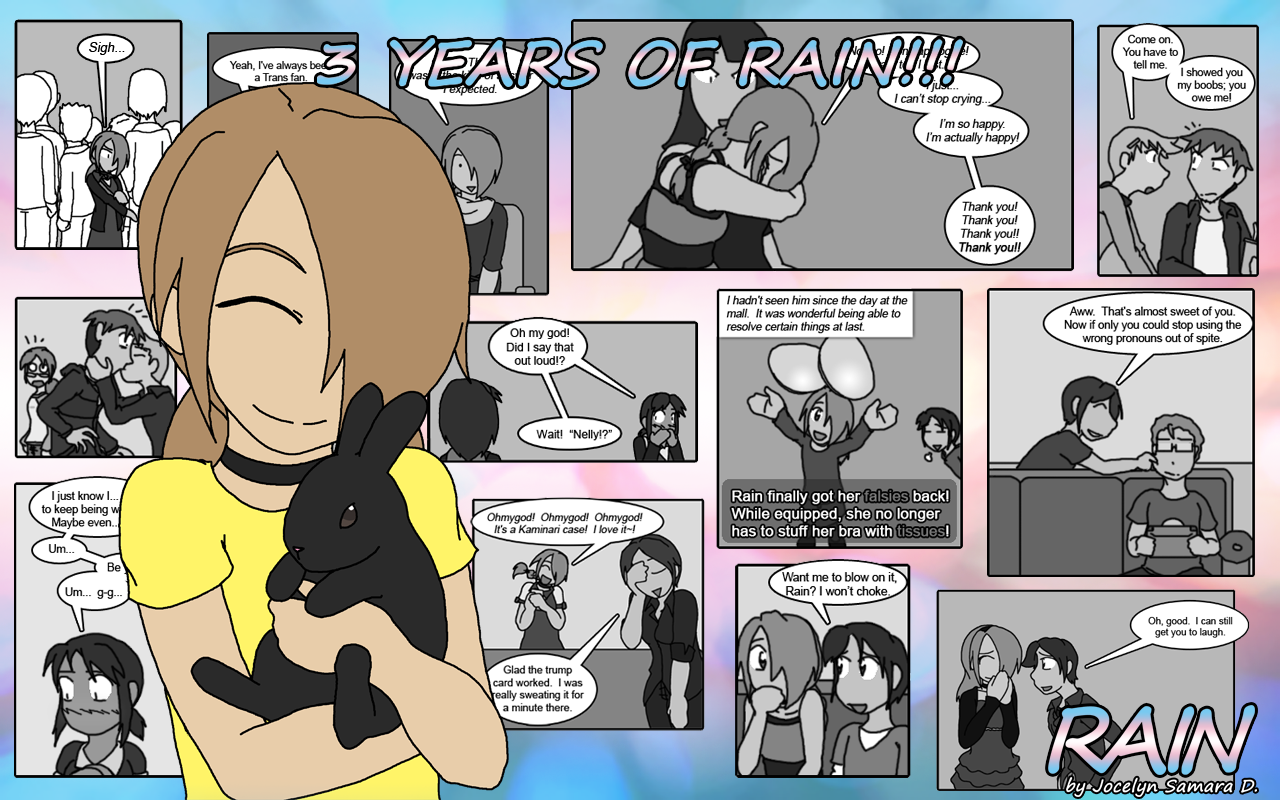 3 YEARS OF RAIN!!!
Sigh...
Yeah, I've always been
a Trans fan.
I expected.
I can't stop crying...
I'm so happy.
I'm actually happy!
Thank you!
Thank you!
Thank you!!
Thank you!!
Come on.
You have to
tell me.
I showed you
my boobs; you
owe me!
Oh my god!
Did I say that
out loud!?
Wait! “Nelly!?”
I hadn't seen him since the day at the
mall. It was wonderful being able to
resolve certain things at last.
Rain finally got her falsies back!
While equipped, she no longer
has to stuff her bra with tissues!
Aww. That's almost sweet of you.
Now if only you could stop using the
wrong pronouns out of spite.
I just know I...
to keep being
Maybe even...
Um...
Be
Um... g-g...
Ohmygod! Ohmygod! Ohmygod!
It's a Kaminari case! I love it~!
Glad the trump
card worked. I was
really sweating it for
a minute there.
Want me to blow on it,
Rain? I won't choke.
Oh, good. I can still
get you to laugh.
RAIN
by Jocelyn Samara D.